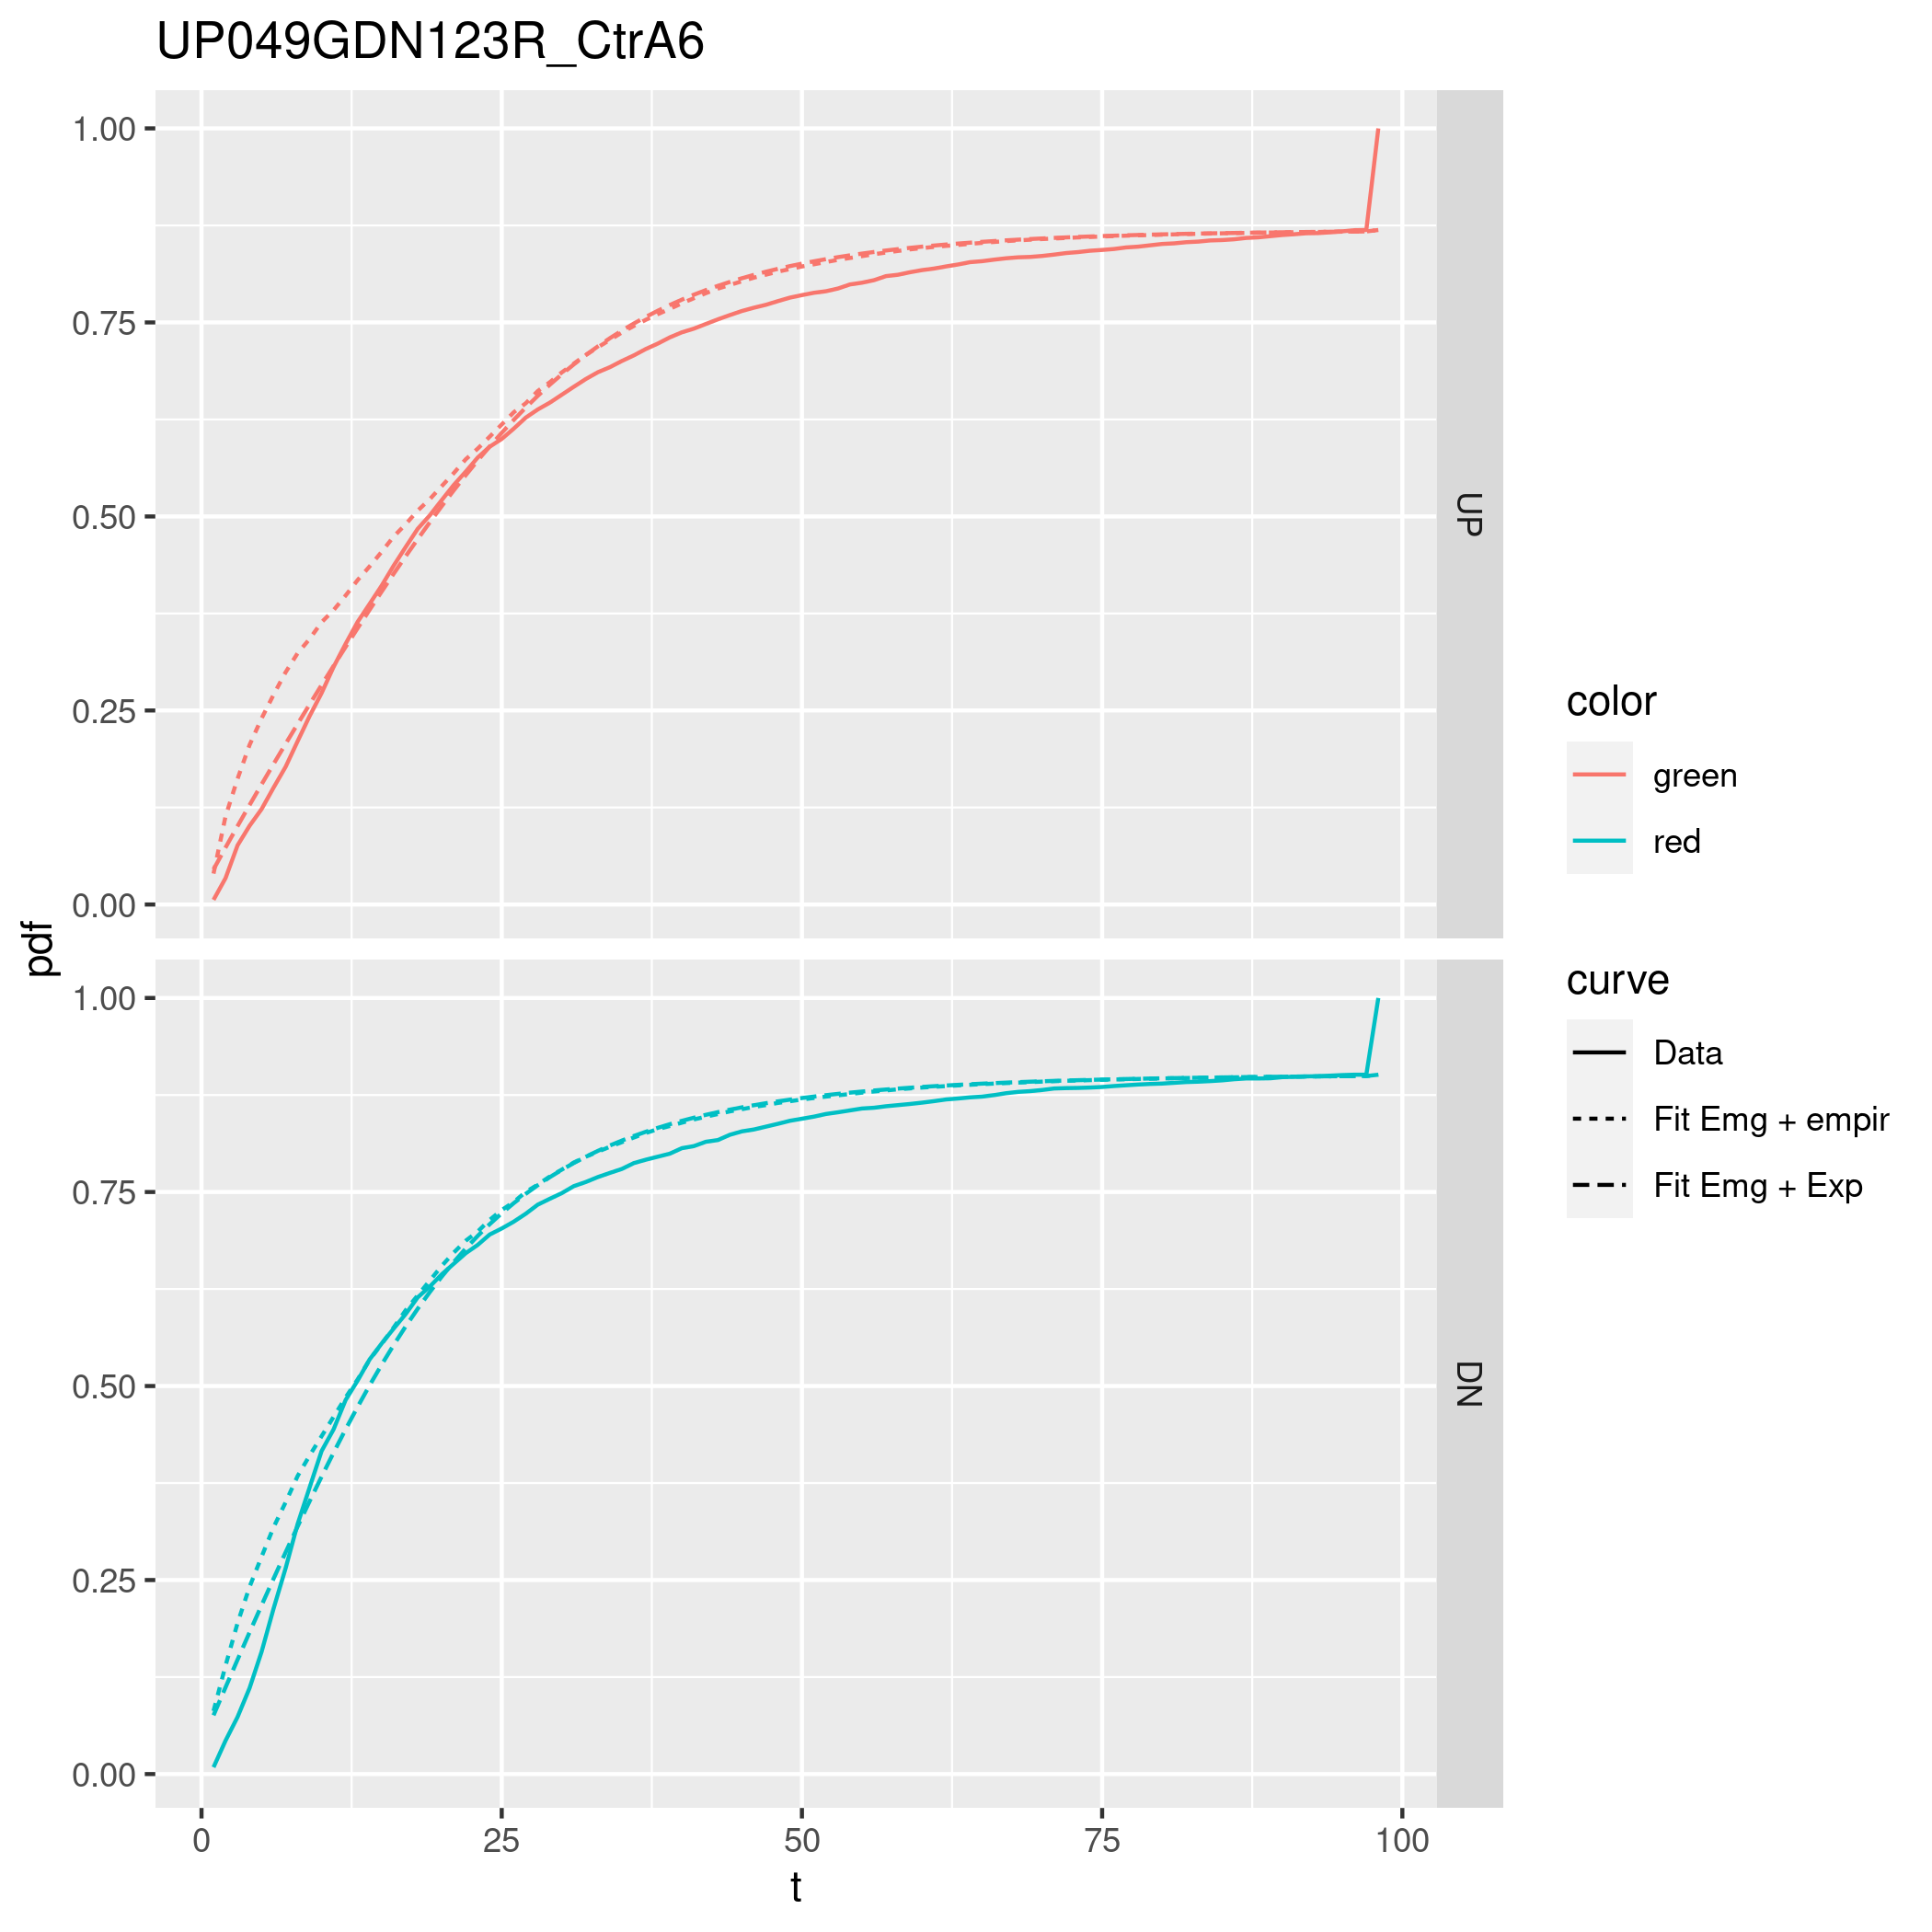 UP049GDN123R_CtrA6
1.00
0.75
0.50
0.25
0.00
UP
1.00
0.75
0.50
0.25
0.00
DN
pdf
0 25 50 75 100
t
color
green
red
curve
Data
Fit Emg + empir
Fit Emg + Exp